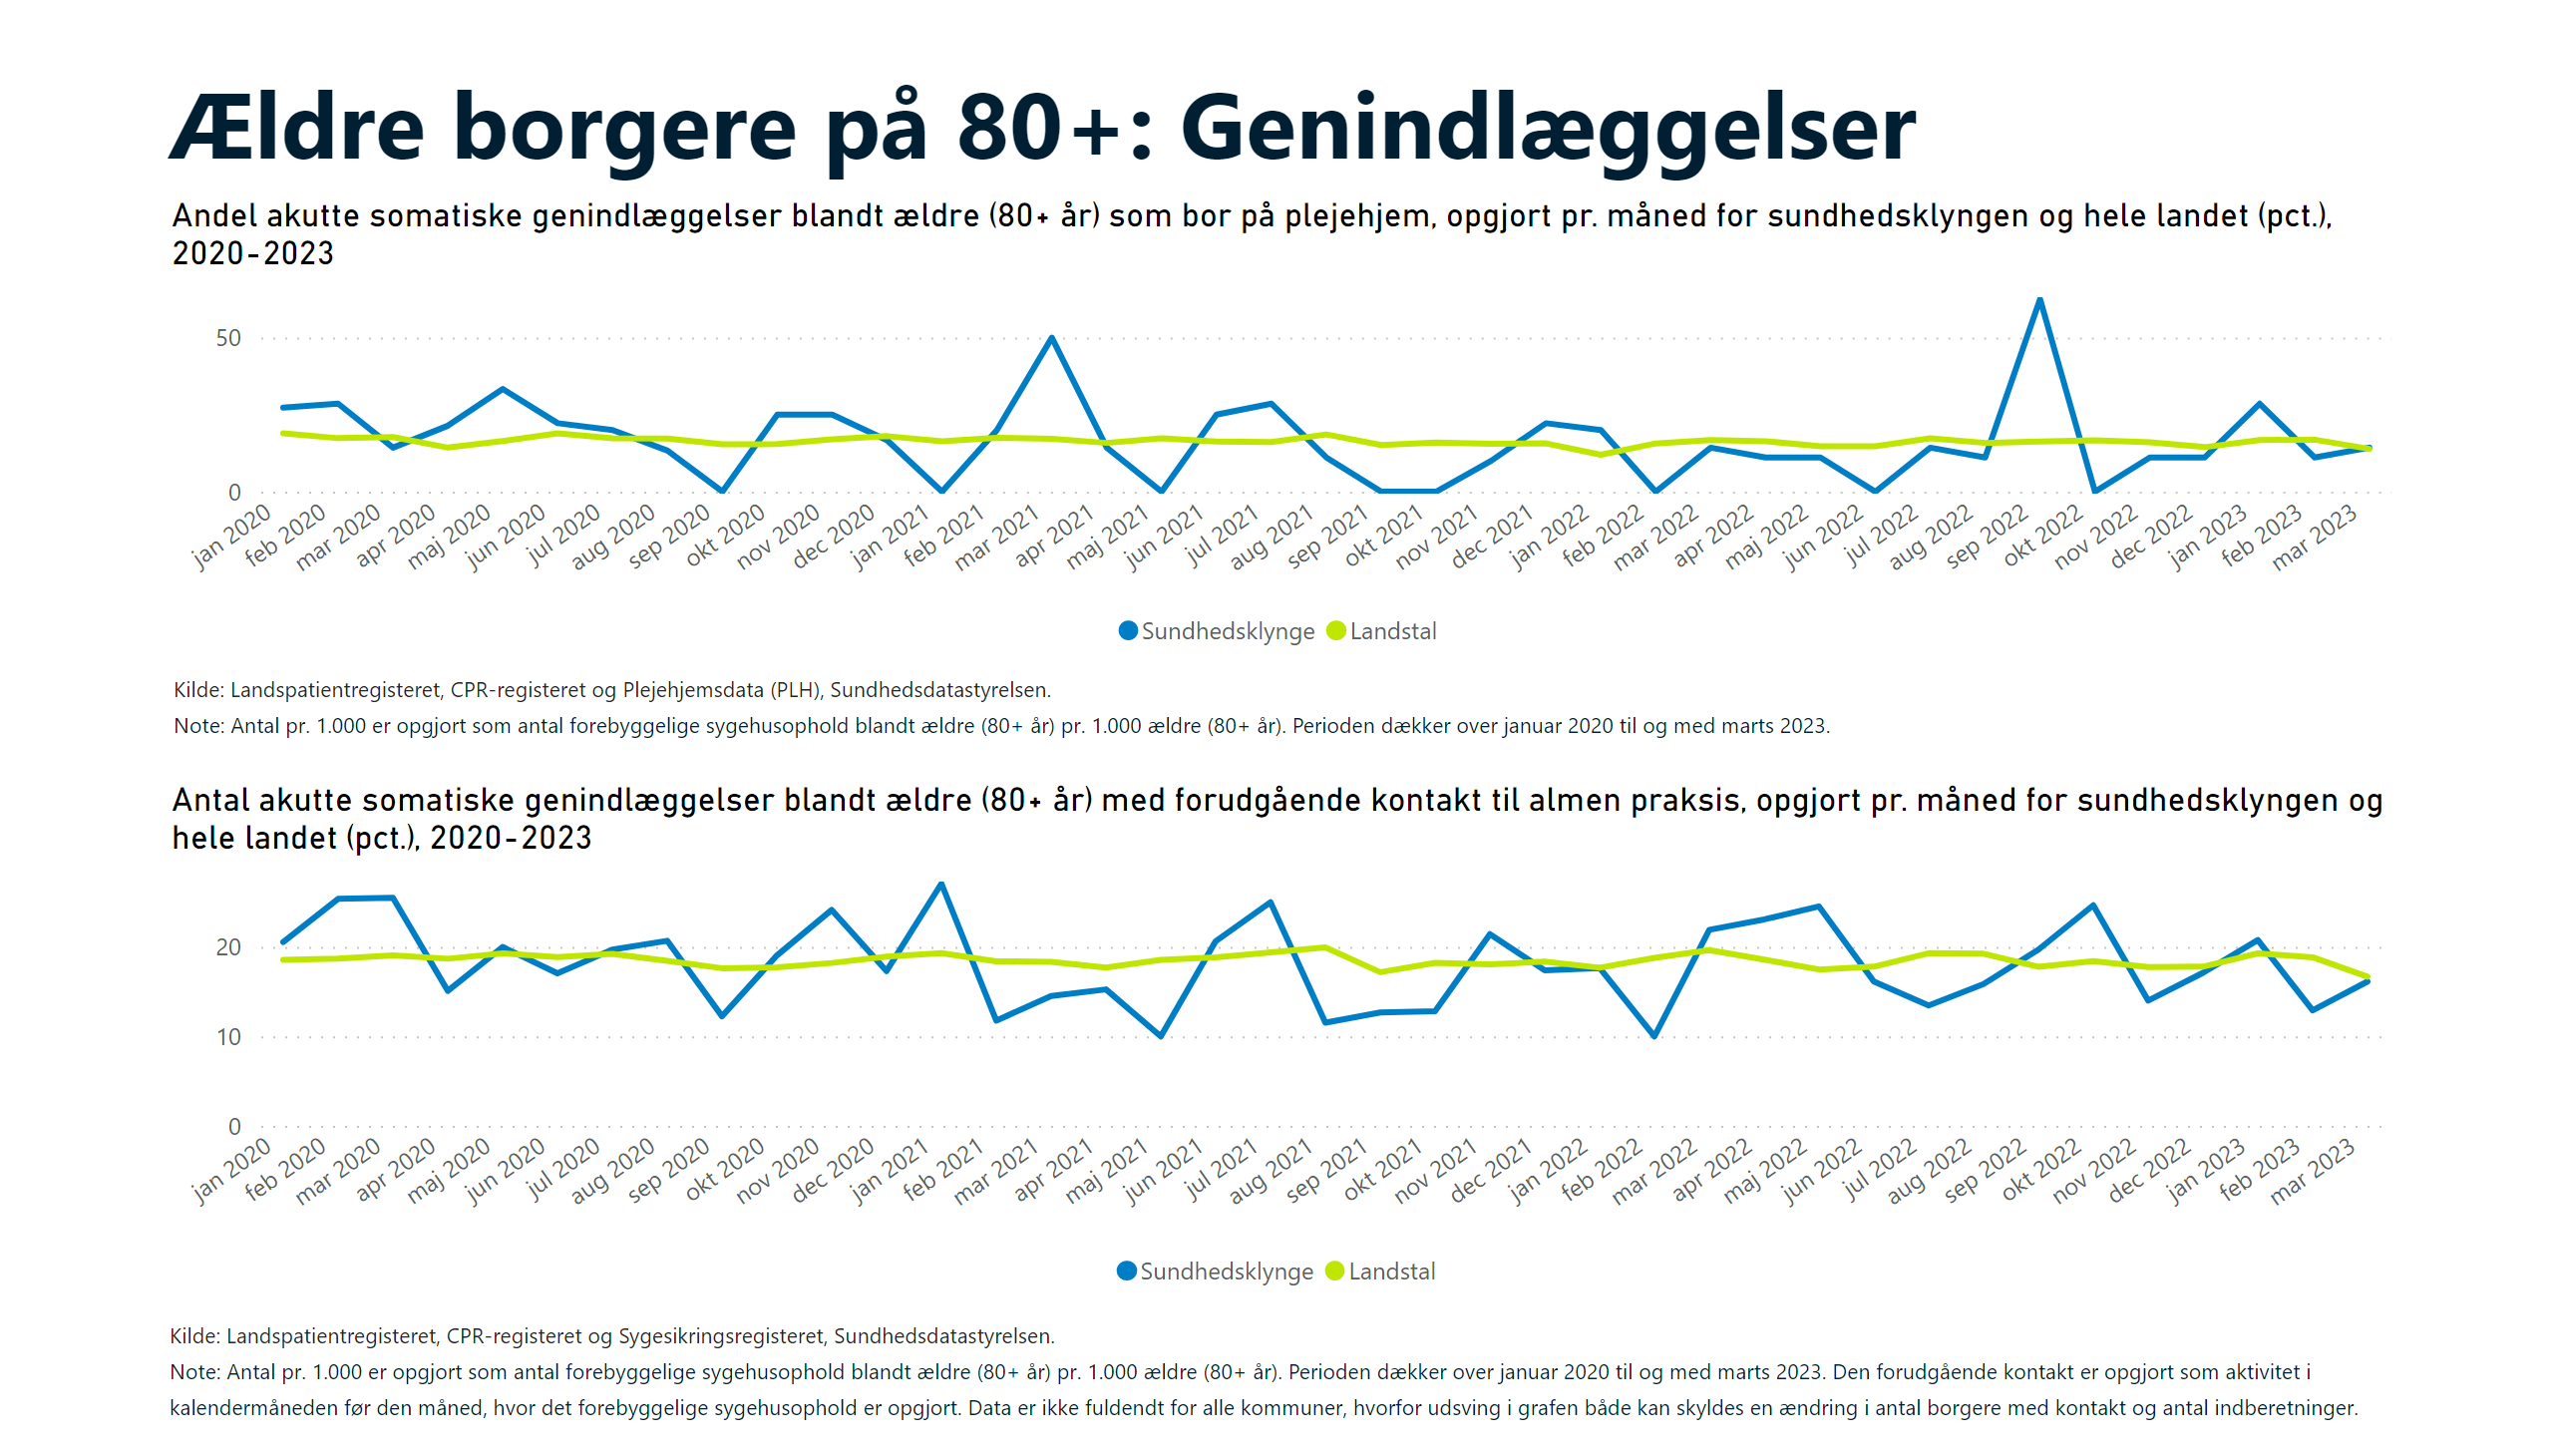 Ældre borgere på 80+: Genindlæggelser
Andel akutte somatiske genindlæggelser blandt ældre (80+ år) som bor på plejehjem, opgjort pr. måned for sundhedsklyngen og hele landet (pct.),
2020-2023
50
0
jan 2020 feb 2020 mar 2020 apr 2020 maj 2020 jun 2020 jul 2020 aug 2020 sep 2020 okt 2020 nov 2020 dec 2020 jan 2021 feb 2021 mar 2021 apr 2021 maj 2021 jun 2021 jul 2021 aug 2021 sep 2021 okt 2021 nov 2021 dec 2021 jan 2022 feb 2022 mar 2022 apr 2022 maj 2022 jun 2022 jul 2022 aug 2022 sep 2022 okt 2022 nov 2022 dec 2022 jan 2023 feb 2023 mar 2023
Sundhedsklynge Landstal
Kilde: Landspatientregisteret, CPR-registeret og Plejehjemsdata (PLH), Sundhedsdatastyrelsen.
Note: Antal pr. 1.000 er opgjort som antal forebyggelige sygehusophold blandt ældre (80+ år) pr. 1.000 ældre (80+ år). Perioden dækker over januar 2020 til og med marts 2023.
Antal akutte somatiske genindlæggelser blandt ældre (80+ år) med forudgående kontakt til almen praksis, opgjort pr. måned for sundhedsklyngen og
hele landet (pct.), 2020-2023
20
10
0
jan 2020 feb 2020 mar 2020 apr 2020 maj 2020 jun 2020 jul 2020 aug 2020 sep 2020 okt 2020 nov 2020 dec 2020 jan 2021 feb 2021 mar 2021 apr 2021 maj 2021 jun 2021 jul 2021 aug 2021 sep 2021 okt 2021 nov 2021 dec 2021 jan 2022 feb 2022 mar 2022 apr 2022 maj 2022 jun 2022 jul 2022 aug 2022 sep 2022 okt 2022 nov 2022 dec 2022 jan 2023 feb 2023 mar 2023
Sundhedsklynge Landstal
Kilde: Landspatientregisteret, CPR-registeret og Sygesikringsregisteret, Sundhedsdatastyrelsen.
Note: Antal pr. 1.000 er opgjort som antal forebyggelige sygehusophold blandt ældre (80+ år) pr. 1.000 ældre (80+ år). Perioden dækker over januar 2020 til og med marts 2023. Den forudgående kontakt er opgjort som aktivitet i
kalendermåneden før den måned, hvor det forebyggelige sygehusophold er opgjort. Data er ikke fuldendt for alle kommuner, hvorfor udsving i grafen både kan skyldes en ændring i antal borgere med kontakt og antal indberetninger.